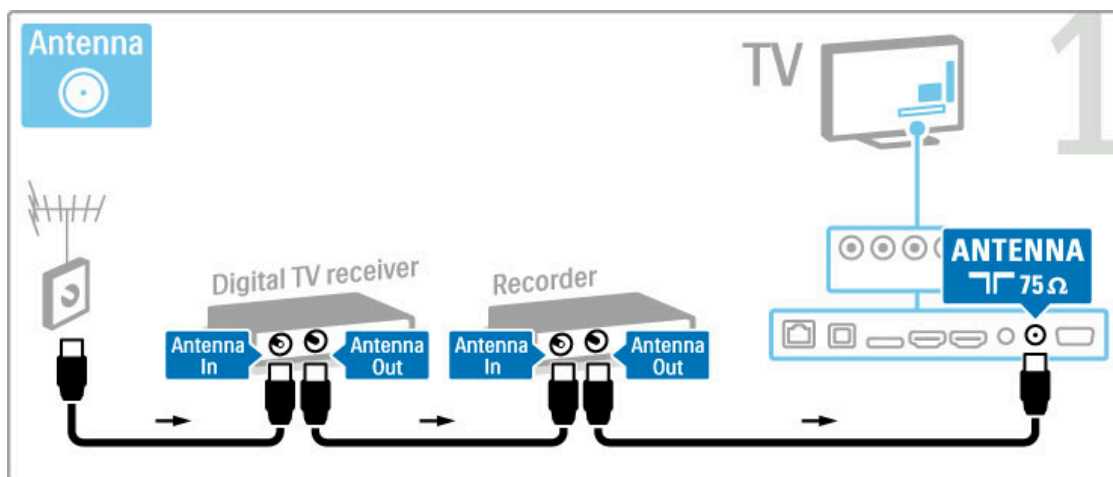 Antenna
TV
1
Digital TV receiver
Recorder
ANTENNA
75 Ω
Antenna
In
Antenna
Out
Antenna
In
Antenna
Out